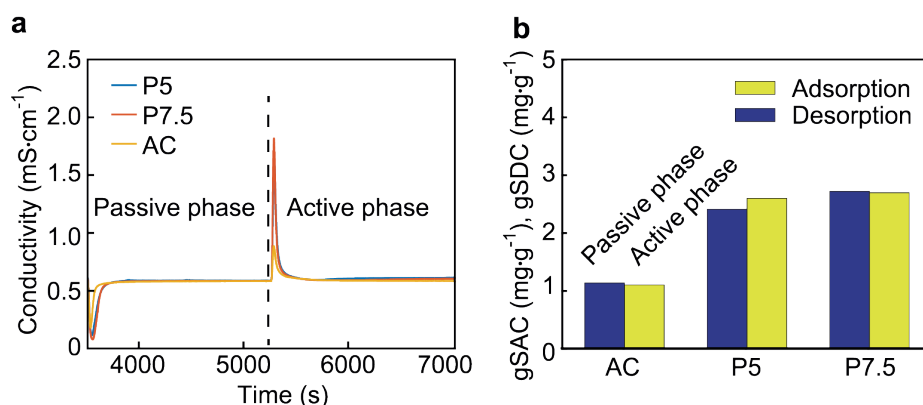 a
Conductivity (mS·cm⁻¹)
2.5
2.0
1.5
1.0
0.5
0
P5
P7.5
AC
Passive phase
Active phase
4000
5000
6000
7000
Time (s)
b
gSAC (mg·g⁻¹), gSDC (mg·g⁻¹)
5
4
3
2
1
0
Adsorption
Desorption
Passive phase
Active phase
AC
P5
P7.5